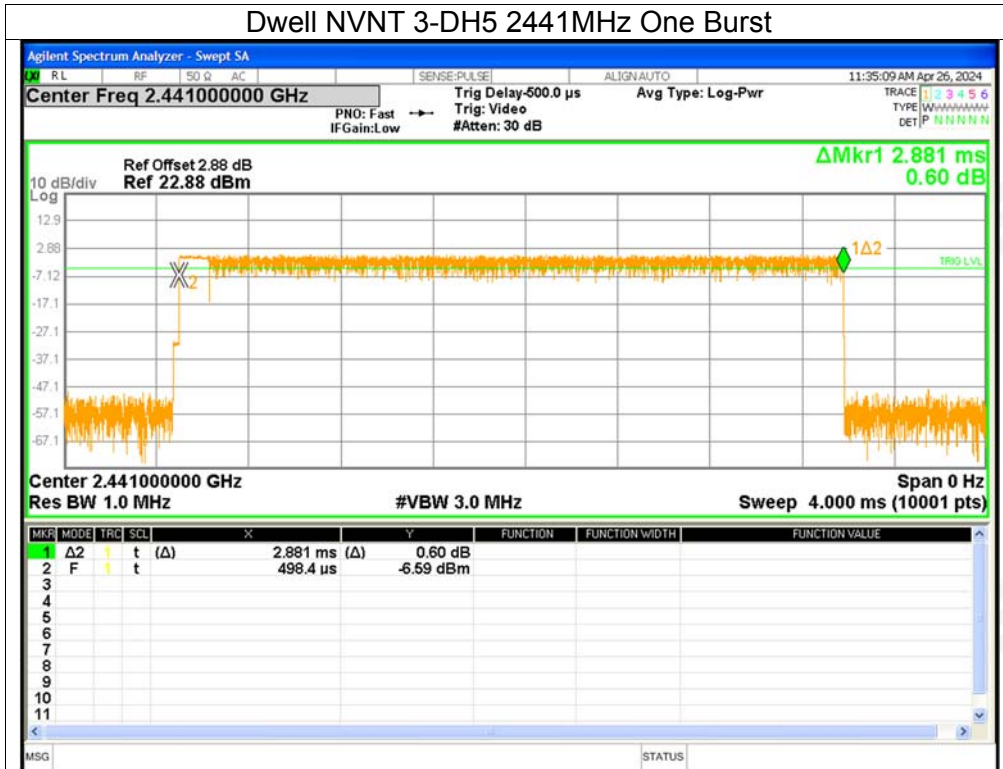 Dwell NVNT 3-DH5 2441MHz One Burst
Agilent Spectrum Analyzer - Swept SA
LXI RL RF 50 Ω AC SENSE:PULSE ALIGNAUTO 11:35:09 AM Apr 26, 2024
Center Freq 2.441000000 GHz Trig Delay-500.0 µs Avg Type: Log-Pwr TRACE 1 2 3 4 5 6
PNO: Fast Trig: Video TYPE W
IFGain:Low #Atten: 30 dB DET P N N N N N
ΔMkr1 2.881 ms
0.60 dB
Ref Offset 2.88 dB
10 dB/div Ref 22.88 dBm
Log
12.9
2.88
1Δ2
TRIG LVL
-7.12
2
-17.1
-27.1
-37.1
-47.1
-57.1
-67.1
Center 2.441000000 GHz Span 0 Hz
Res BW 1.0 MHz #VBW 3.0 MHz Sweep 4.000 ms (10001 pts)
MKR MODE TRC SCL X Y FUNCTION FUNCTION WIDTH FUNCTION VALUE
1 Δ2 1 t (Δ) 2.881 ms (Δ) 0.60 dB
2 F 1 t 498.4 µs -6.59 dBm
3
4
5
6
7
8
9
10
11
MSG STATUS